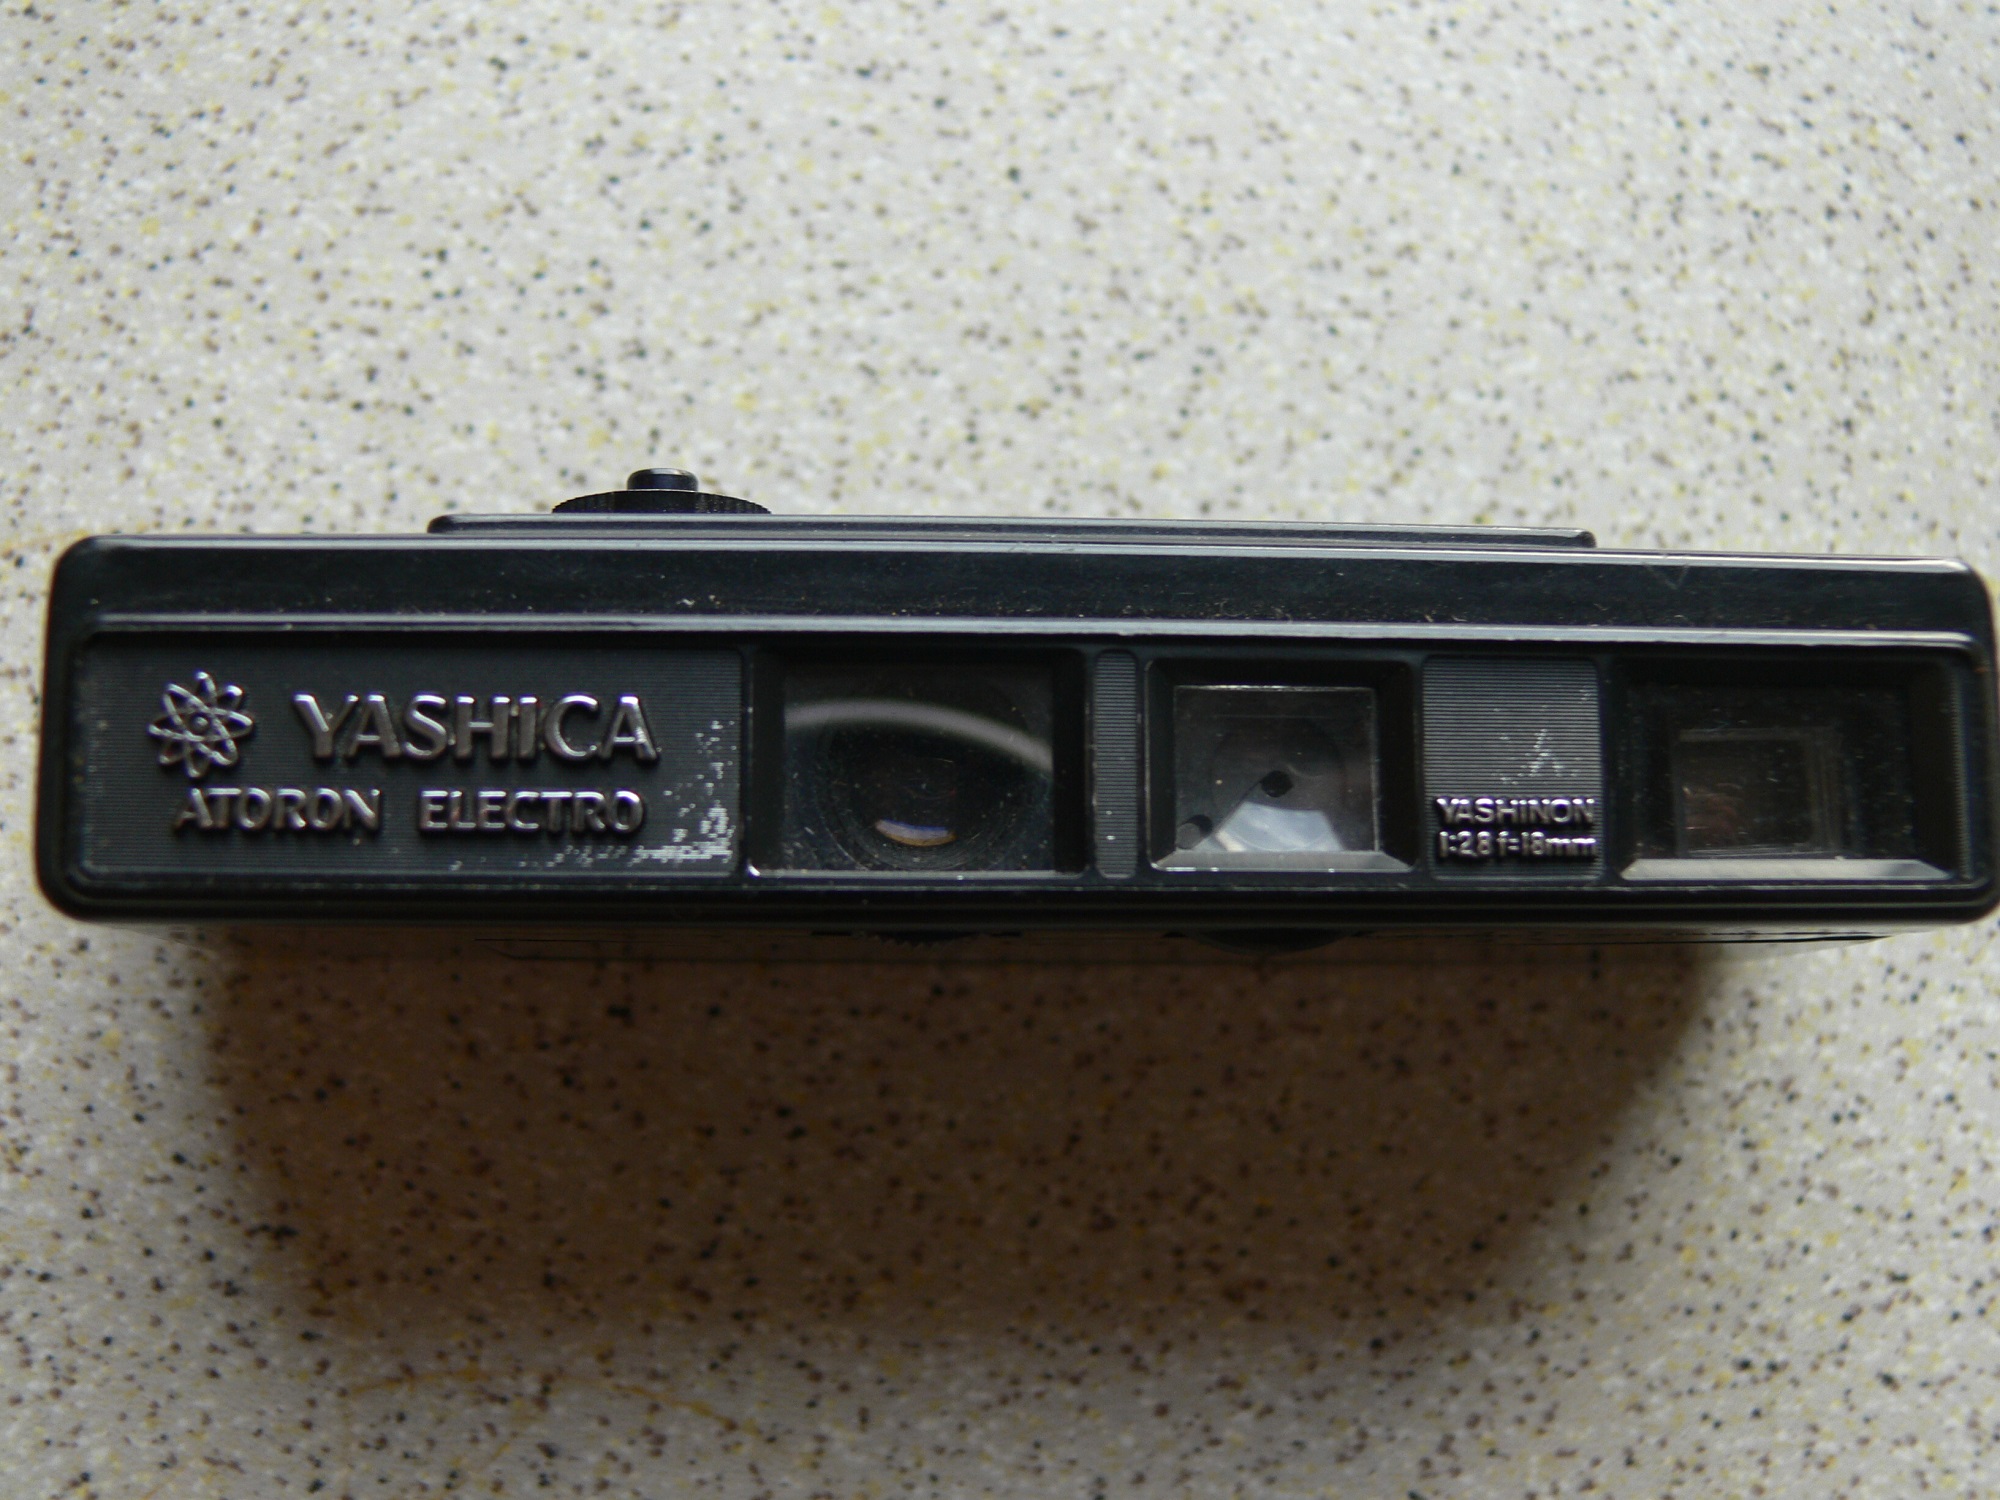 YASHICA
ATORON ELECTRO
YASHINON
1:2.8 f=18mm